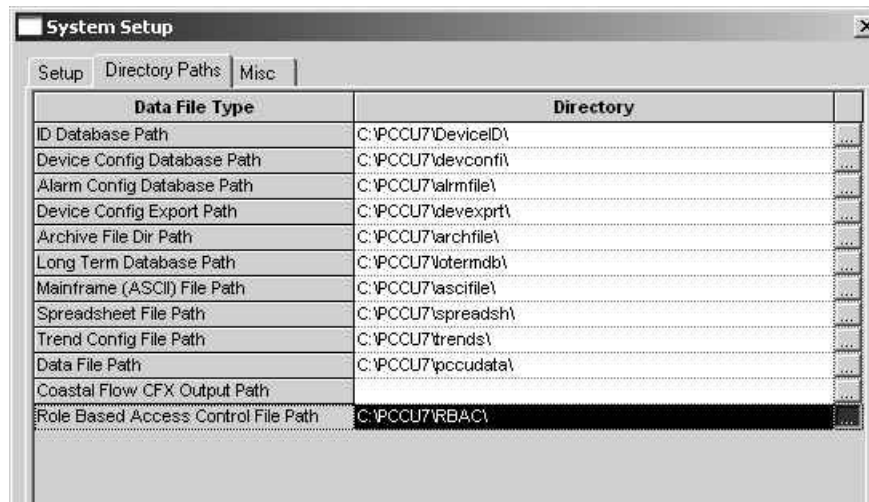 System Setup
Setup Directory Paths Misc
Data File Type Directory
ID Database Path C:\PCCU7\DeviceID\ ...
Device Config Database Path C:\PCCU7\devconfi\ ...
Alarm Config Database Path C:\PCCU7\alrmfile\ ...
Device Config Export Path C:\PCCU7\devexprt\ ...
Archive File Dir Path C:\PCCU7\archfile\ ...
Long Term Database Path C:\PCCU7\lotermdb\ ...
Mainframe (ASCII) File Path C:\PCCU7\ascifile\ ...
Spreadsheet File Path C:\PCCU7\spreadsh\ ...
Trend Config File Path C:\PCCU7\trends\ ...
Data File Path C:\PCCU7\pccudata\ ...
Coastal Flow CFX Output Path ...
Role Based Access Control File Path C:\PCCU7\RBAC\ ...